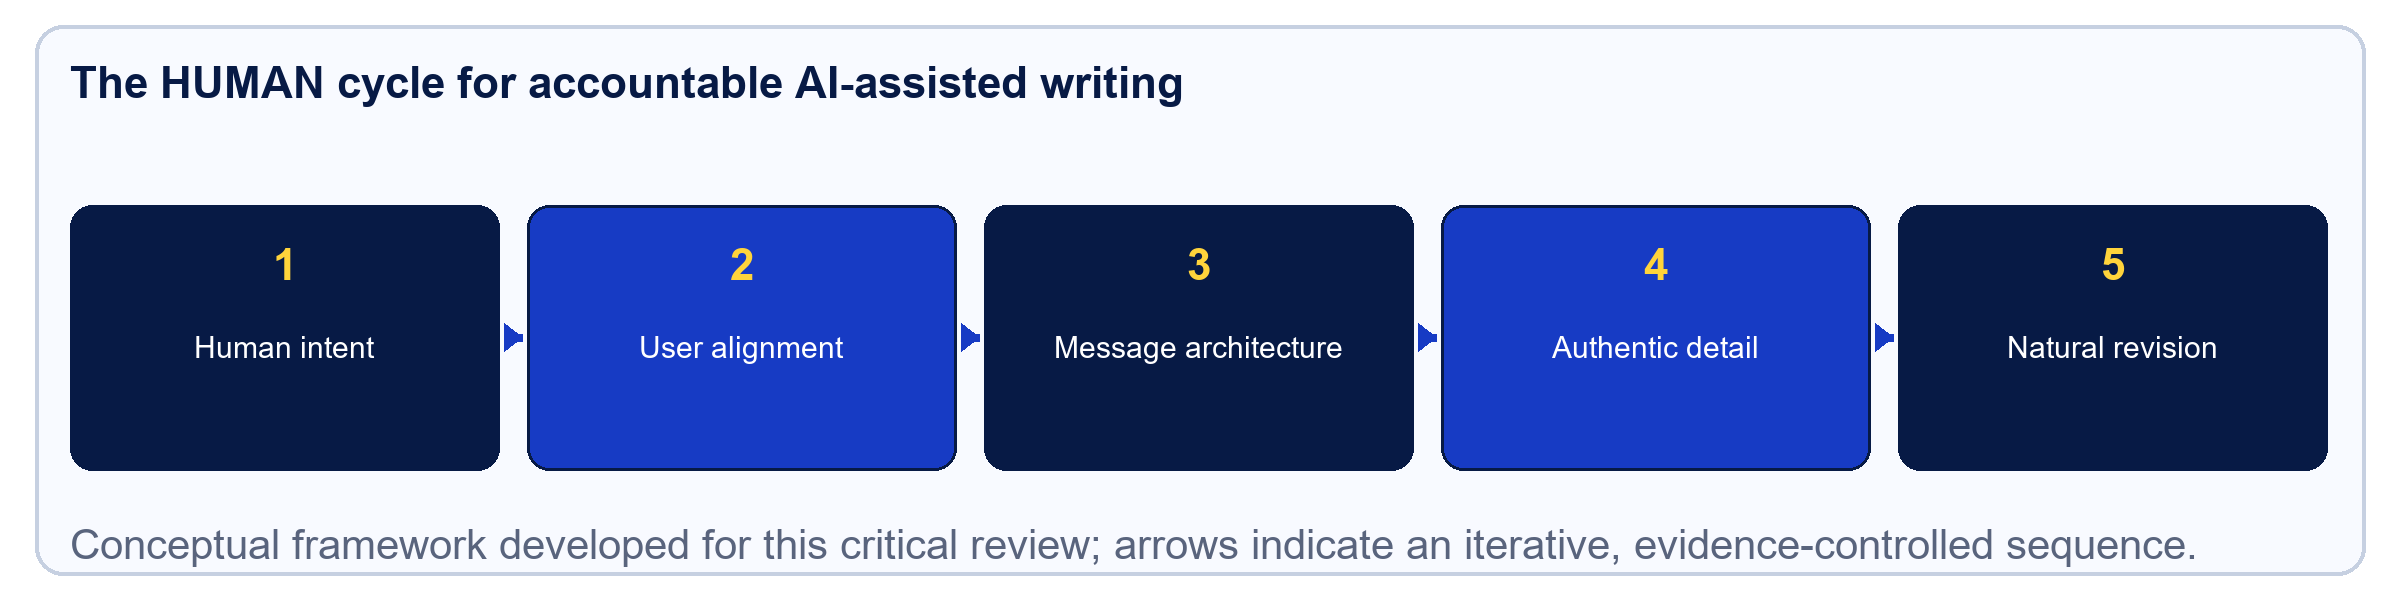 The HUMAN cycle for accountable AI-assisted writing
1
Human intent
2
User alignment
3
Message architecture
4
Authentic detail
5
Natural revision
Conceptual framework developed for this critical review; arrows indicate an iterative, evidence-controlled sequence.